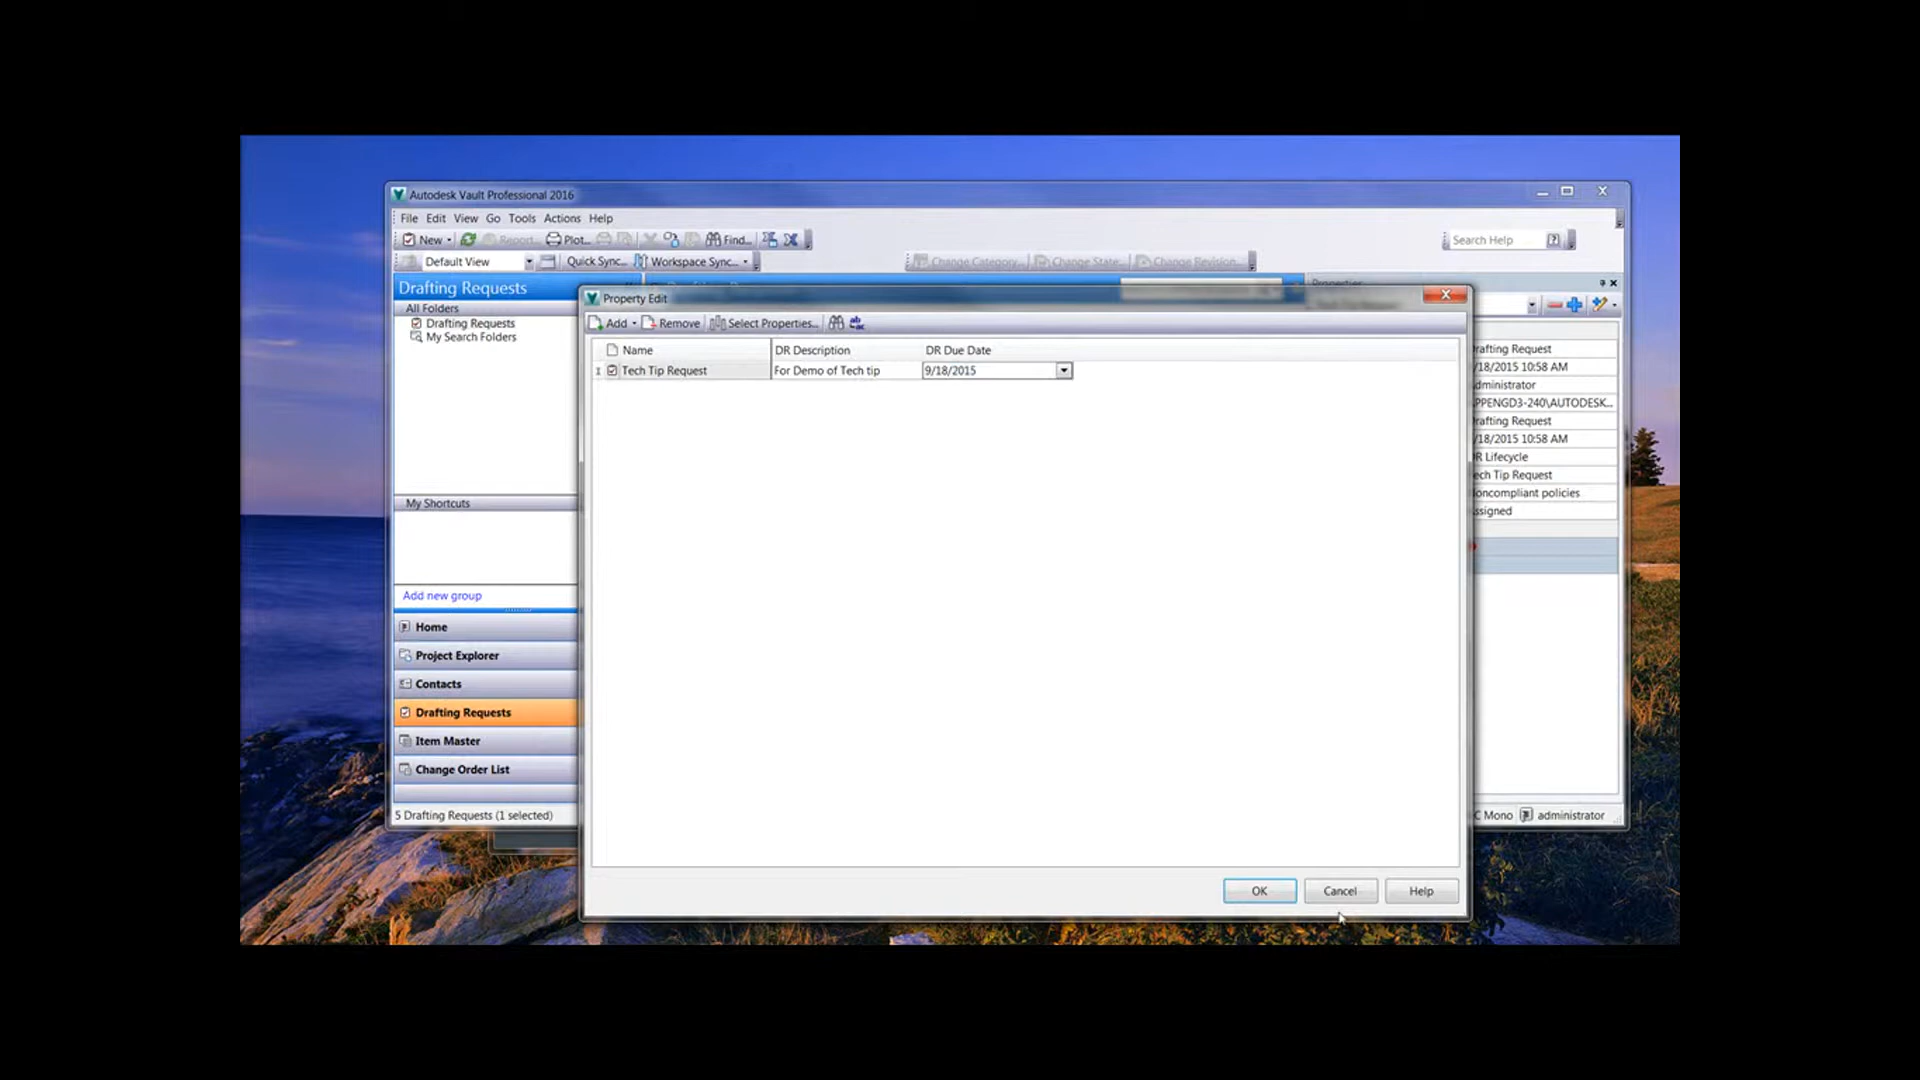 Autodesk Vault Professional 2016
File Edit View Go Tools Actions Help
New Report... Plot... Find... Search Help
Default View Quick Sync... Workspace Sync... Change Category... Change State... Change Revision...
Drafting Requests
All Folders
Drafting Requests
My Search Folders
My Shortcuts
Add new group
Home
Project Explorer
Contacts
Drafting Requests
Item Master
Change Order List
5 Drafting Requests (1 selected)
Property Edit
Add Remove Select Properties...
Name DR Description DR Due Date
Tech Tip Request For Demo of Tech tip 9/18/2015
OK Cancel Help
Properties
rafting Request
/18/2015 10:58 AM
dministrator
PPENGD3-240\AUTODESK...
rafting Request
/18/2015 10:58 AM
R Lifecycle
ech Tip Request
oncompliant policies
ssigned
C Mono administrator